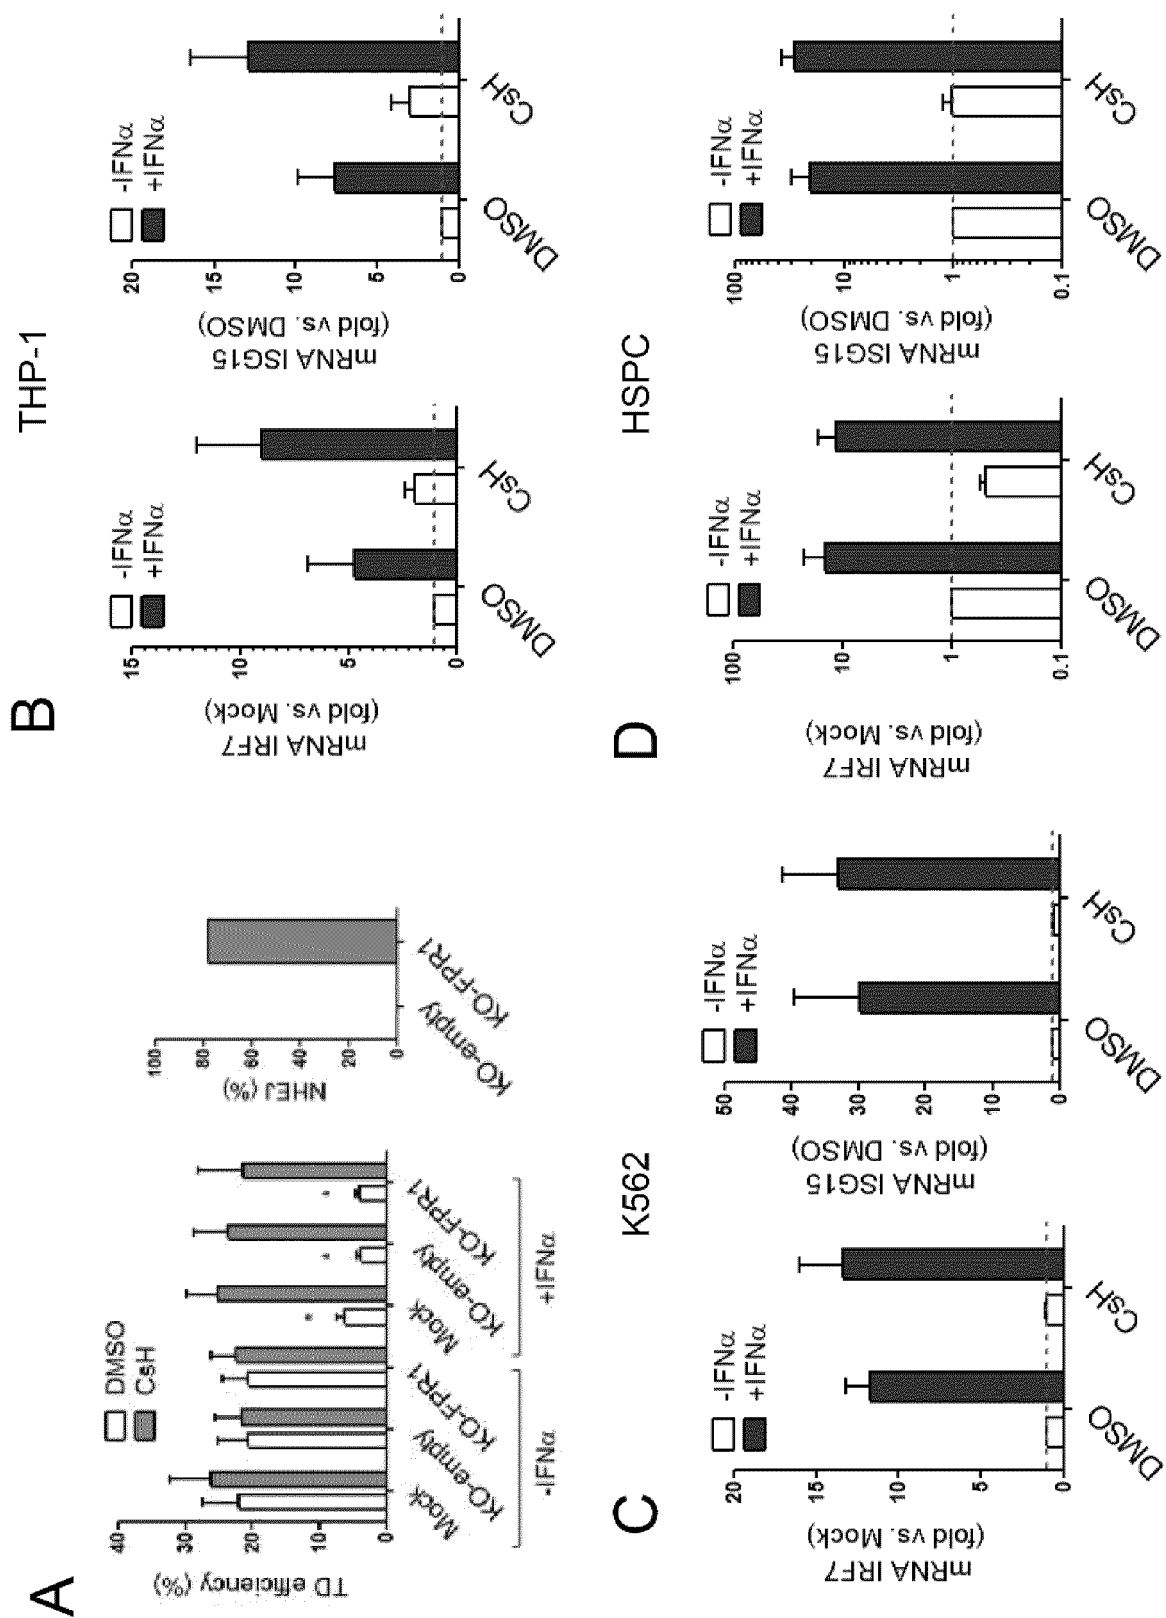 A
TD efficiency (%)
40
30
20
10
0
DMSO
CsH
Mock
KO-empty
KO-FPR1
Mock
KO-empty
KO-FPR1
-IFNα
+IFNα
NHEJ (%)
100
80
60
40
20
0
KO-empty
KO-FPR1
B
THP-1
mRNA IRF7
(fold vs. Mock)
15
10
5
0
-IFNα
+IFNα
DMSO
CsH
mRNA ISG15
(fold vs. DMSO)
20
15
10
5
0
-IFNα
+IFNα
DMSO
CsH
C
K562
mRNA IRF7
(fold vs. Mock)
20
15
10
5
0
-IFNα
+IFNα
DMSO
CsH
mRNA ISG15
(fold vs. DMSO)
50
40
30
20
10
0
-IFNα
+IFNα
DMSO
CsH
D
HSPC
mRNA IRF7
(fold vs. Mock)
100
10
1
0.1
-IFNα
+IFNα
DMSO
CsH
mRNA ISG15
(fold vs. DMSO)
100
10
1
0.1
-IFNα
+IFNα
DMSO
CsH